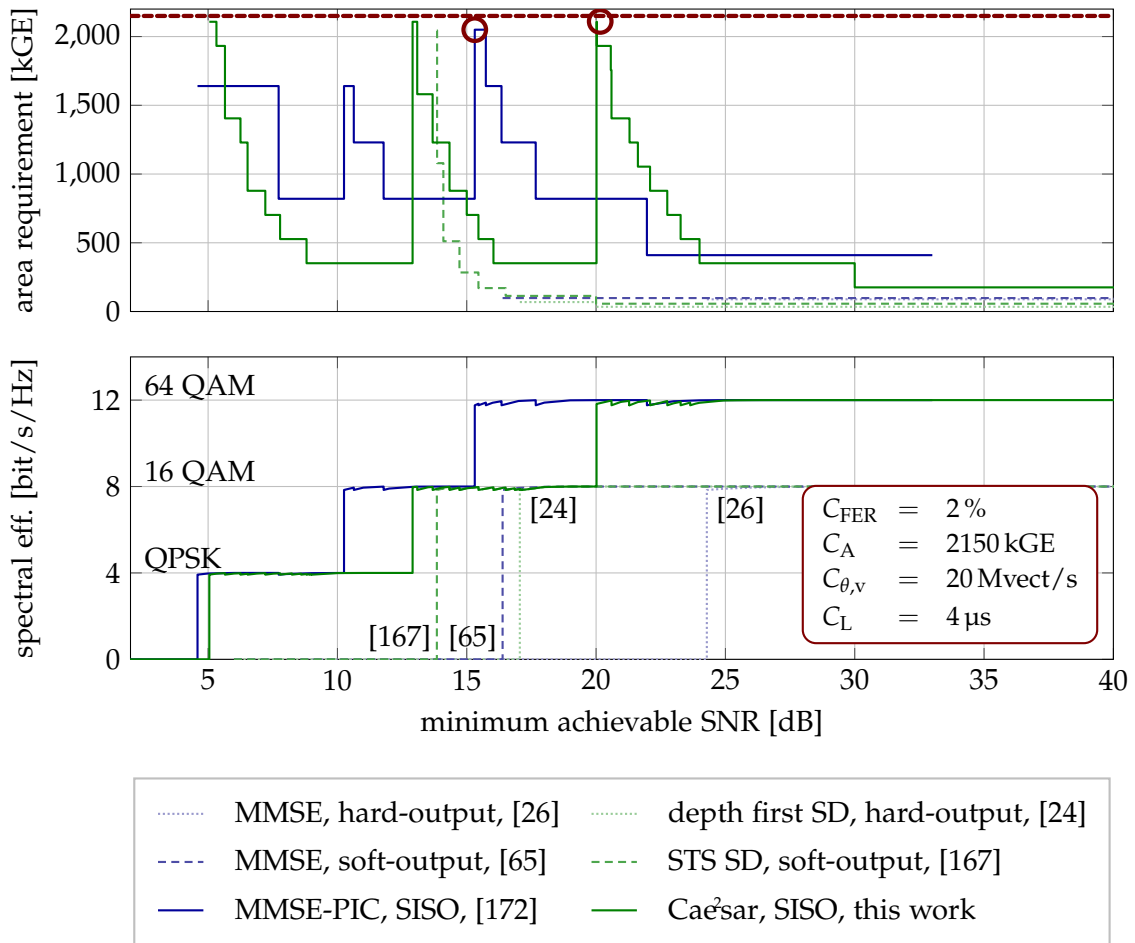 area requirement [kGE]
2,000
1,500
1,000
500
0
spectral eff. [bit/s/Hz]
12
8
4
0
64 QAM
16 QAM
QPSK
[167]
[65]
[24]
[26]
C_FER = 2 %
C_A = 2150 kGE
C_θ,v = 20 Mvect/s
C_L = 4 µs
5 10 15 20 25 30 35 40
minimum achievable SNR [dB]
MMSE, hard-output, [26]
depth first SD, hard-output, [24]
MMSE, soft-output, [65]
STS SD, soft-output, [167]
MMSE-PIC, SISO, [172]
Cae²sar, SISO, this work